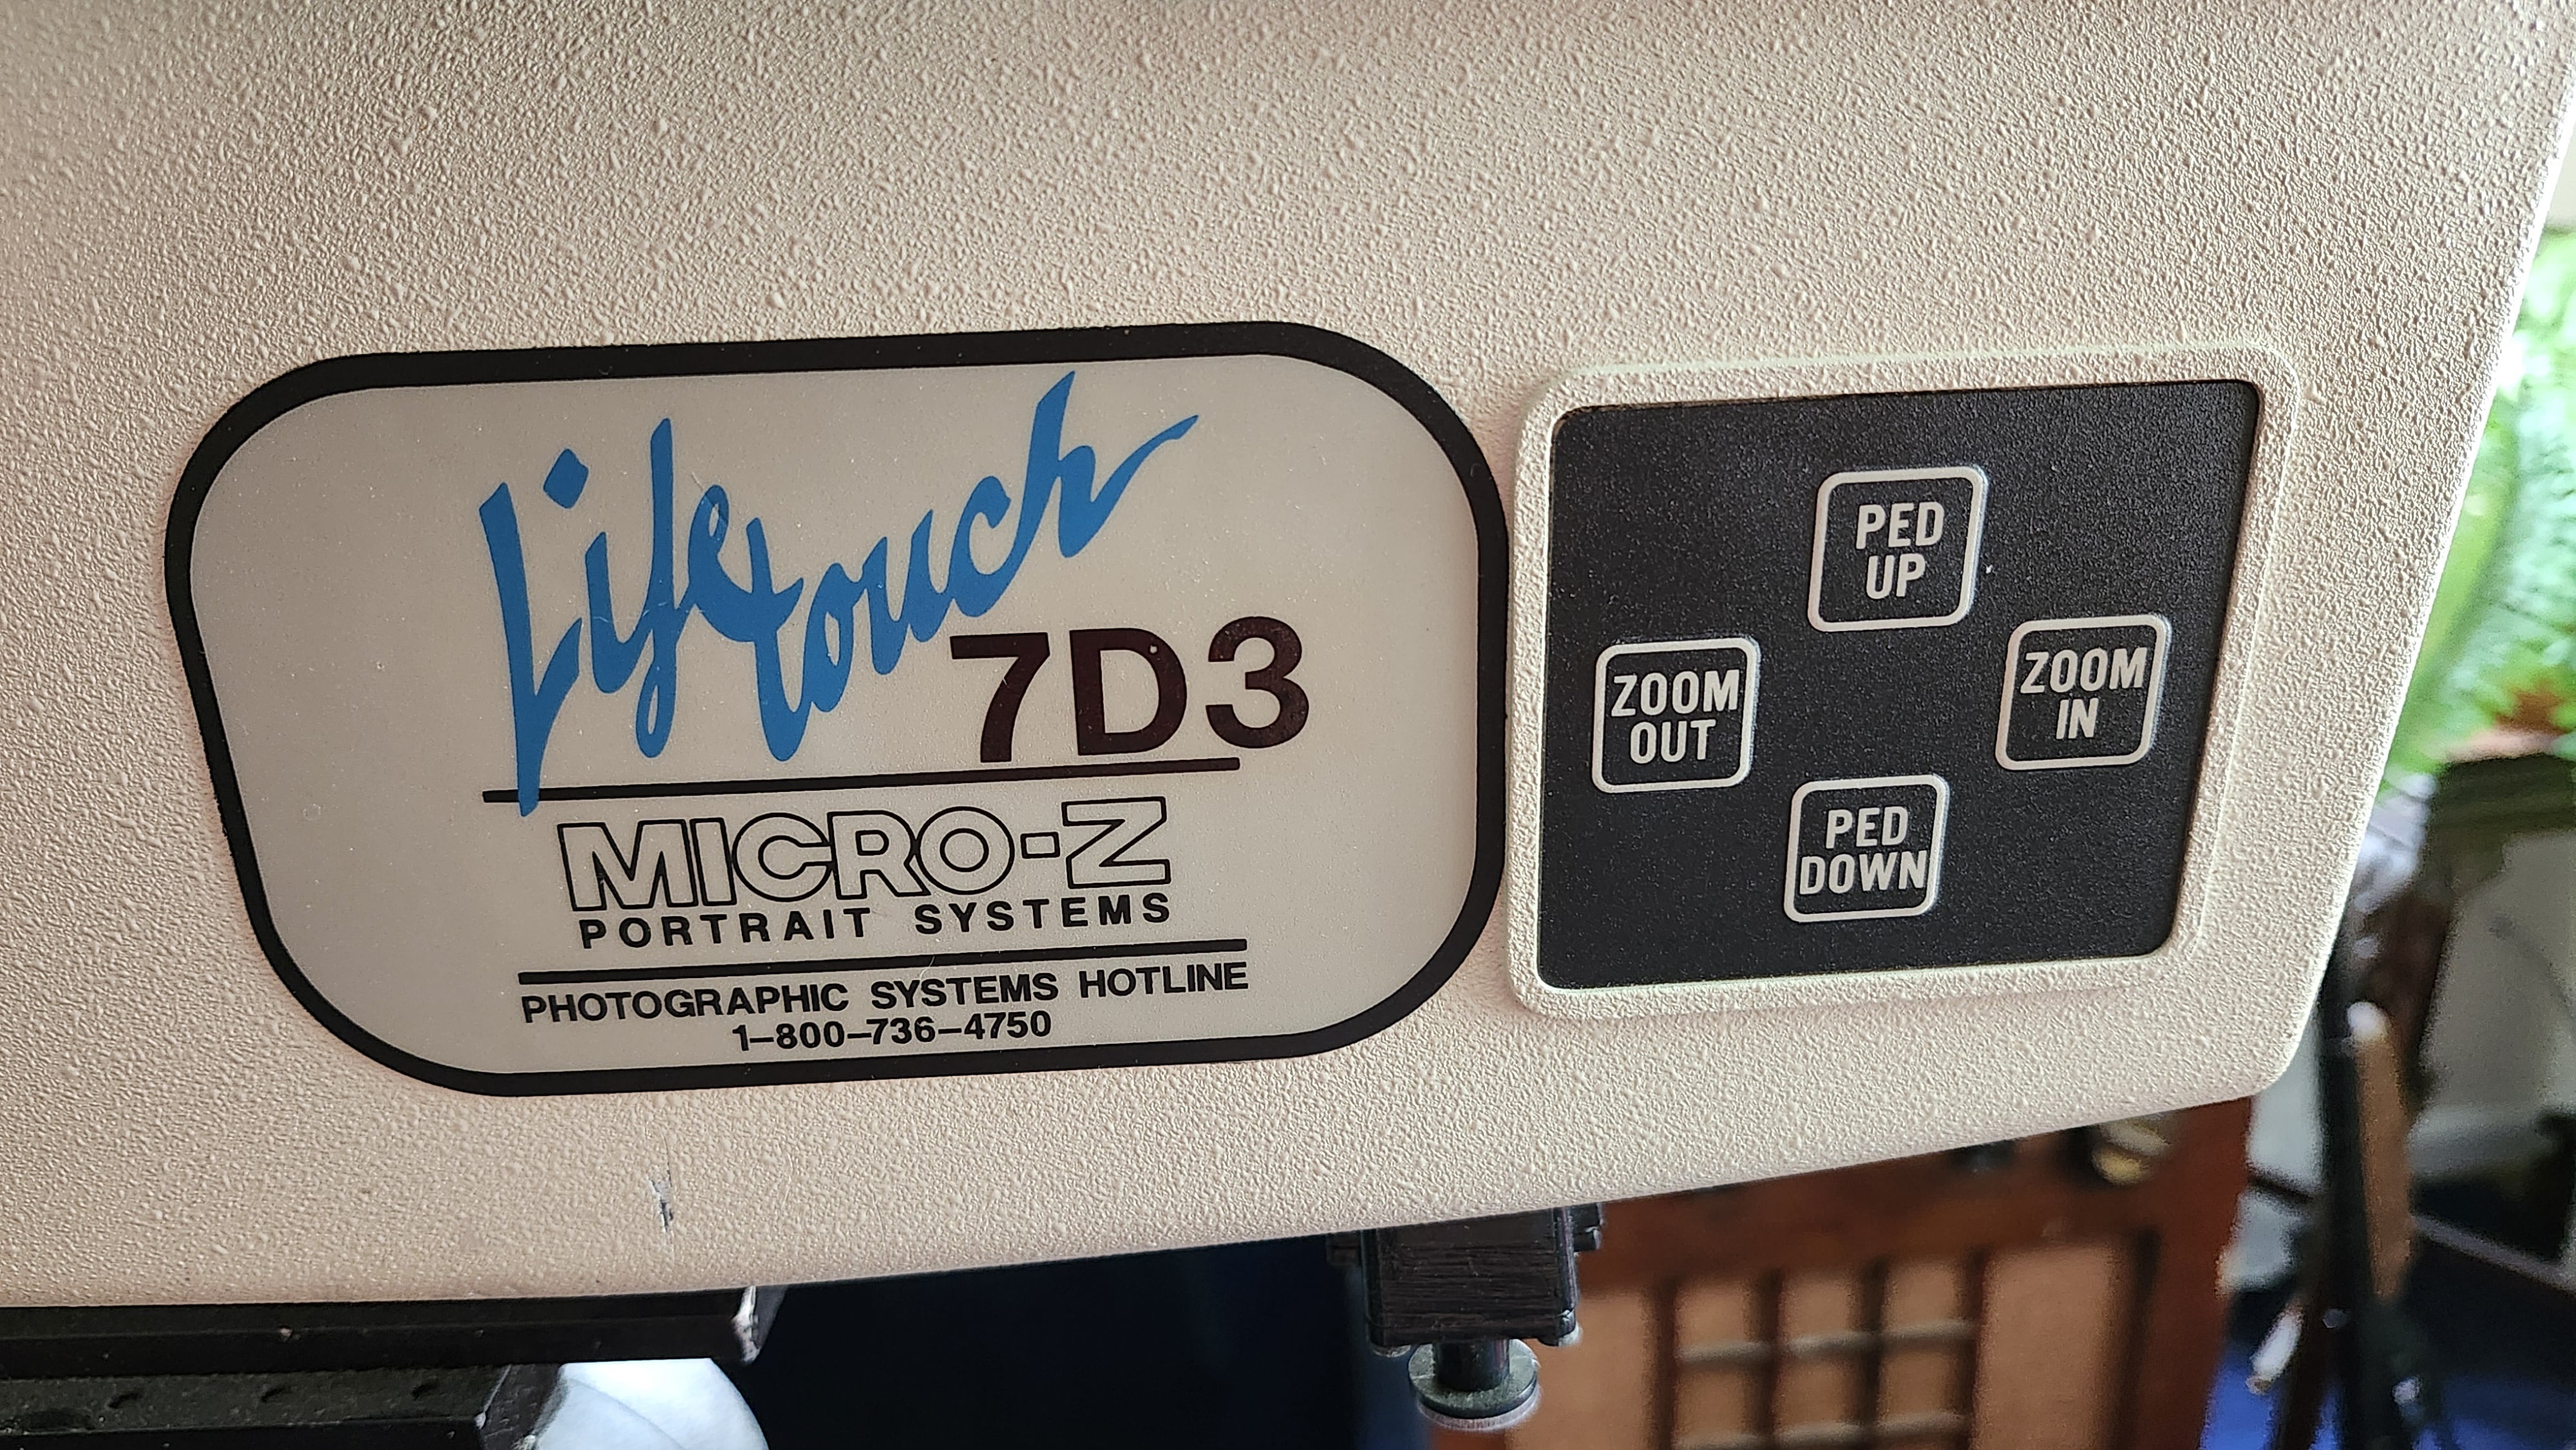 Lifetouch
7D3
MICRO-Z
PORTRAIT SYSTEMS
PHOTOGRAPHIC SYSTEMS HOTLINE
1-800-736-4750
PED
UP
ZOOM
OUT
ZOOM
IN
PED
DOWN